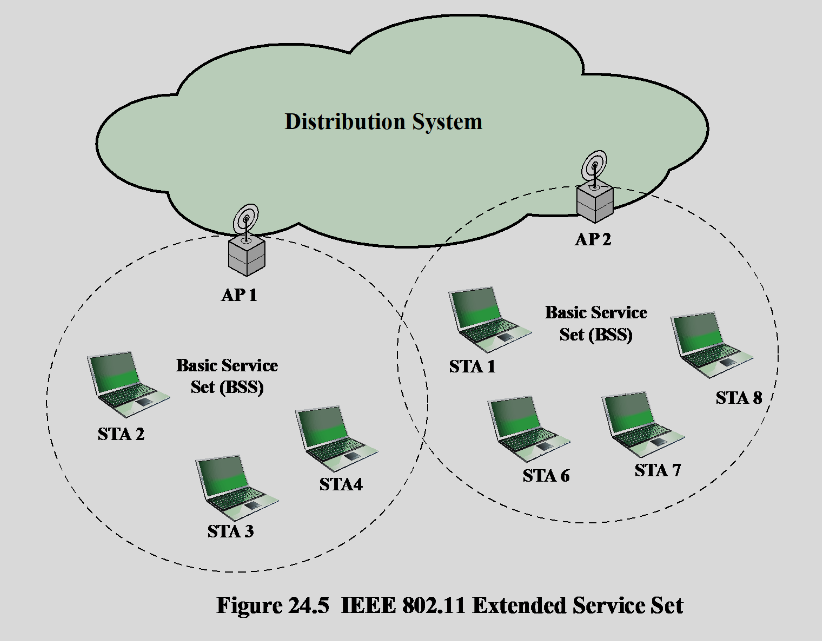 Distribution System
AP 2
AP 1
Basic Service
Set (BSS)
STA 1
Basic Service
Set (BSS)
STA 8
STA 2
STA 6
STA 7
STA4
STA 3
Figure 24.5 IEEE 802.11 Extended Service Set